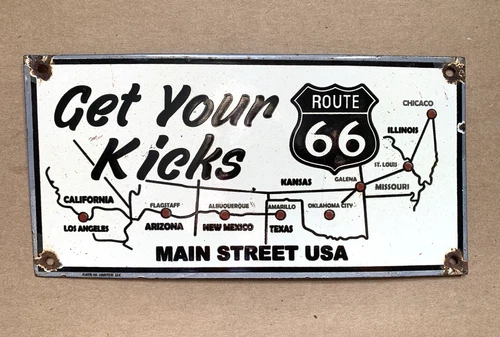 Get Your
Kicks
ROUTE
66
CHICACO
ILLINOIS
ST. LOUIS
MISSOURI
GALENA
KANSAS
OKLAHOMA CITY
AMARILLO
TEXAS
ALBUQUERQUE
NEW MEXICO
FLAGSTAFF
ARIZONA
CALIFORNIA
LOS ANGELES
MAIN STREET USA